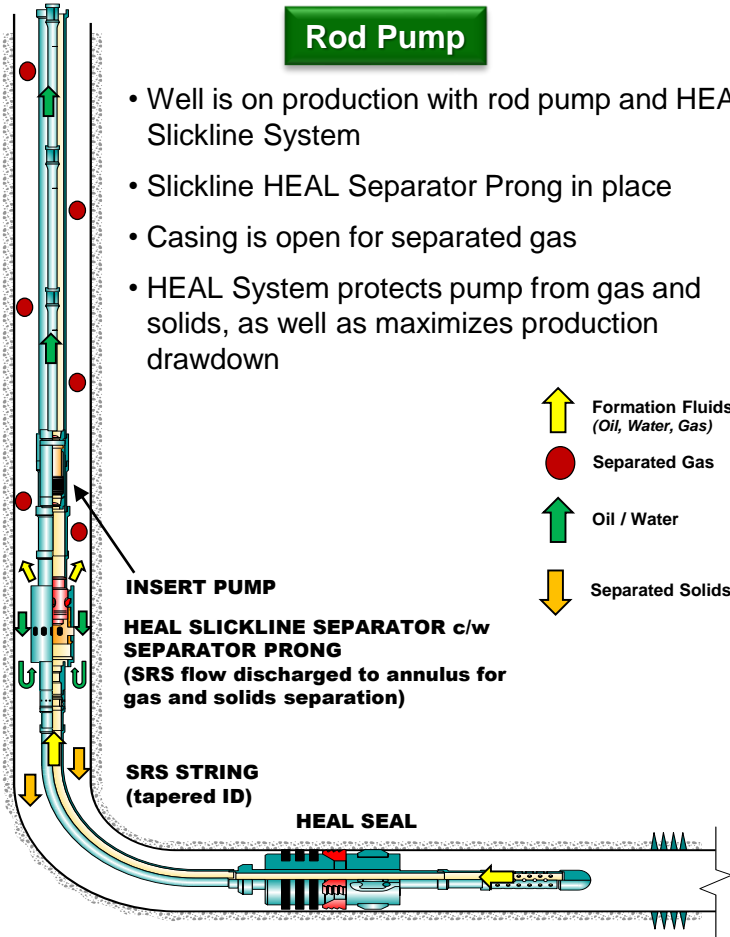 Rod Pump
• Well is on production with rod pump and HEA
Slickline System
• Slickline HEAL Separator Prong in place
• Casing is open for separated gas
• HEAL System protects pump from gas and
solids, as well as maximizes production
drawdown
Formation Fluids
(Oil, Water, Gas)
Separated Gas
Oil / Water
Separated Solids
INSERT PUMP
HEAL SLICKLINE SEPARATOR c/w
SEPARATOR PRONG
(SRS flow discharged to annulus for
gas and solids separation)
SRS STRING
(tapered ID)
HEAL SEAL